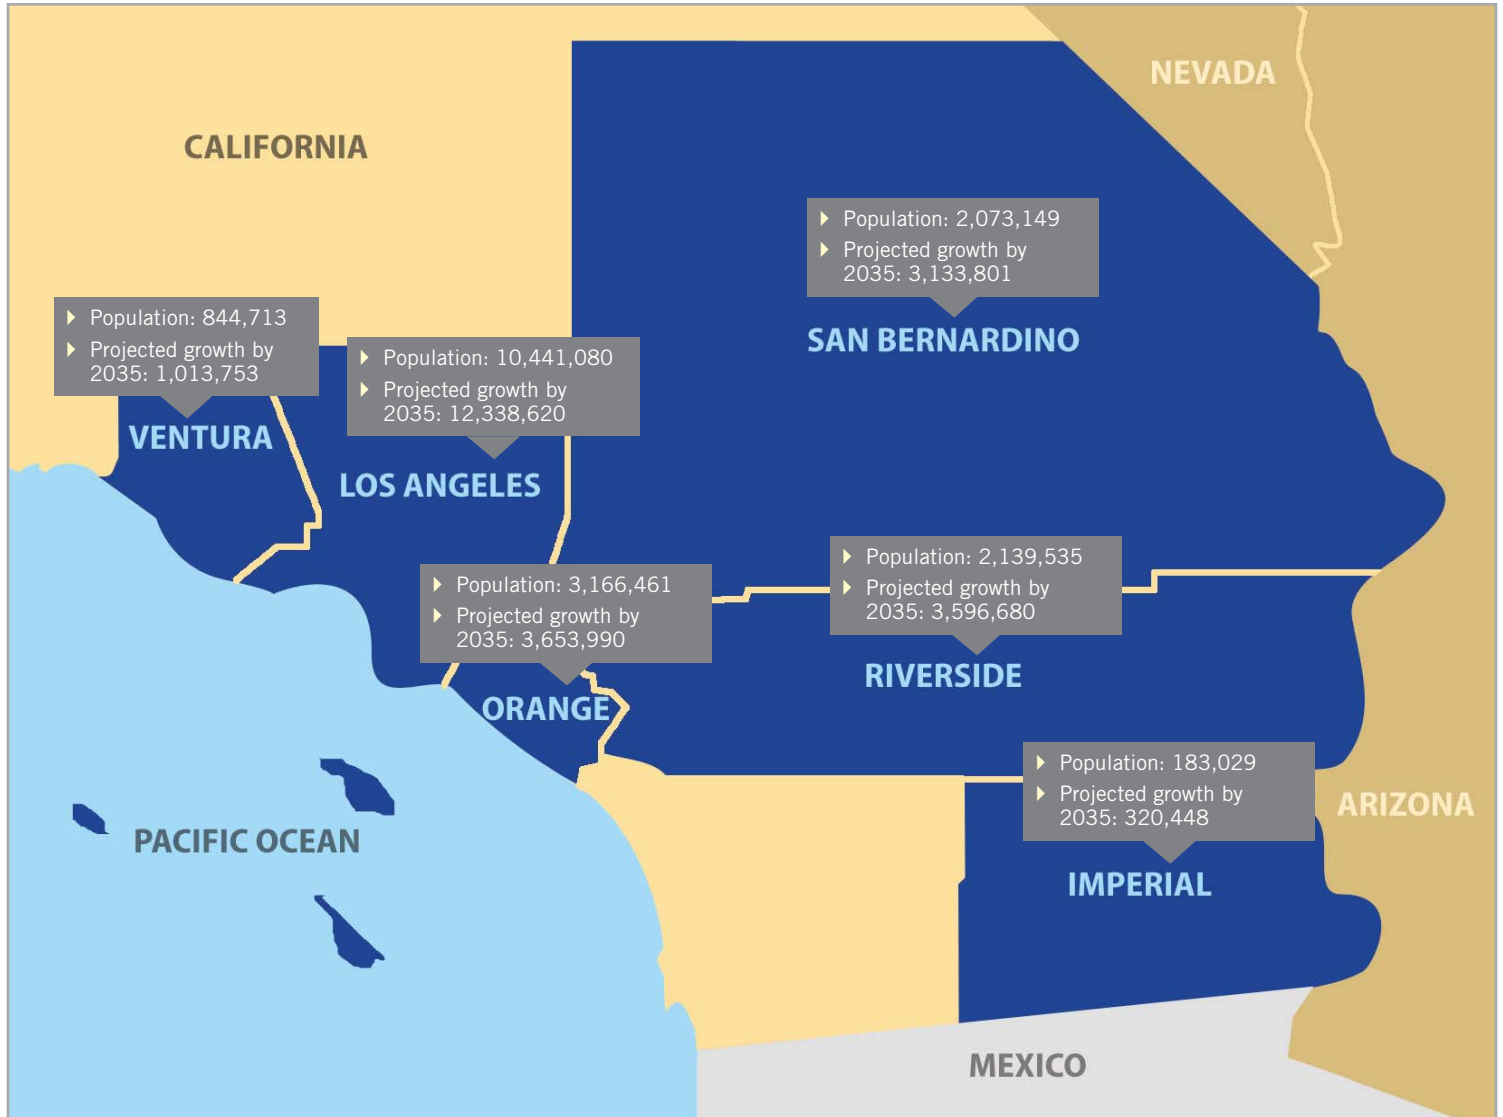 NEVADA
CALIFORNIA
Population: 2,073,149
Projected growth by
2035: 3,133,801
SAN BERNARDINO
Population: 844,713
Projected growth by
2035: 1,013,753
VENTURA
Population: 10,441,080
Projected growth by
2035: 12,338,620
LOS ANGELES
Population: 3,166,461
Projected growth by
2035: 3,653,990
ORANGE
Population: 2,139,535
Projected growth by
2035: 3,596,680
RIVERSIDE
Population: 183,029
Projected growth by
2035: 320,448
IMPERIAL
ARIZONA
PACIFIC OCEAN
MEXICO